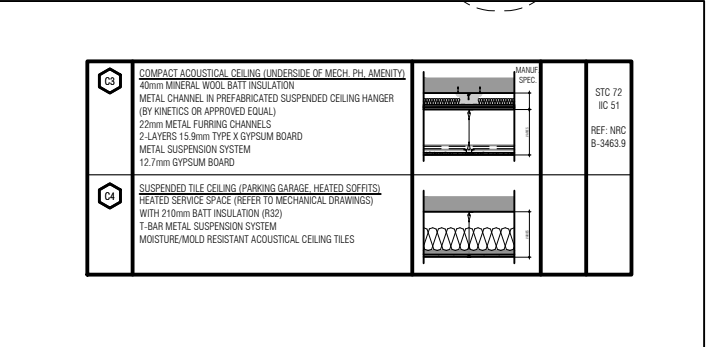 C3
COMPACT ACOUSTICAL CEILING (UNDERSIDE OF MECH. PH, AMENITY)
40mm MINERAL WOOL BATT INSULATION
METAL CHANNEL IN PREFABRICATED SUSPENDED CEILING HANGER
(BY KINETICS OR APPROVED EQUAL)
22mm METAL FURRING CHANNELS
2-LAYERS 15.9mm TYPE X GYPSUM BOARD
METAL SUSPENSION SYSTEM
12.7mm GYPSUM BOARD
MANUF.
SPEC.
STC 72
IIC 51
REF: NRC
B-3463.9
C4
SUSPENDED TILE CEILING (PARKING GARAGE, HEATED SOFFITS)
HEATED SERVICE SPACE (REFER TO MECHANICAL DRAWINGS)
WITH 210mm BATT INSULATION (R32)
T-BAR METAL SUSPENSION SYSTEM
MOISTURE/MOLD RESISTANT ACOUSTICAL CEILING TILES